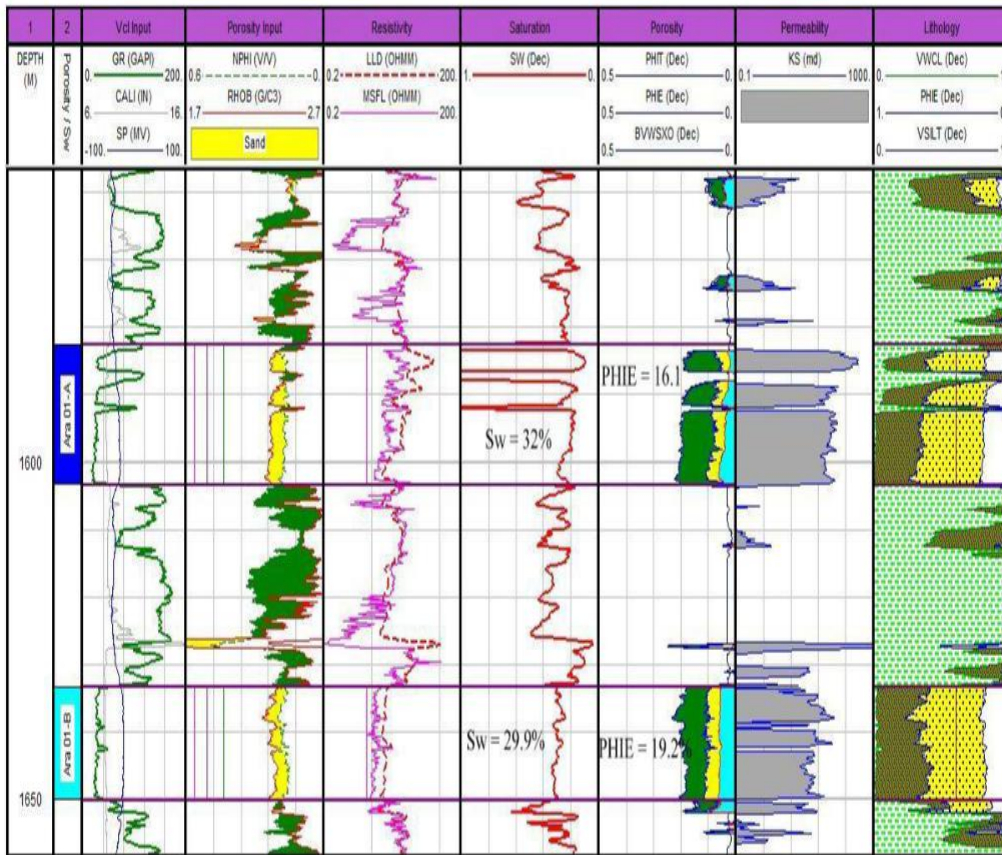 1 2 Vcl Input Porosity Input Resistivity Saturation Porosity Permeability Lithology
DEPTH
(M)
Porosity / Sw
GR (GAPI)
0. 200.
CALI (IN)
6. 16.
SP (MV)
-100. 100.
NPHI (V/V)
0.6 0.
RHOB (G/C3)
1.7 2.7
Sand
LLD (OHMM)
0.2 200.
MSFL (OHMM)
0.2 200.
SW (Dec)
1. 0.
PHIT (Dec)
0.5 0.
PHIE (Dec)
0.5 0.
BVWSXO (Dec)
0.5 0.
KS (md)
0.1 1000.
VWCL (Dec)
0.
PHIE (Dec)
1.
VSILT (Dec)
0.
Ara 01-A
PHIE = 16.1
Sw = 32%
1600
Ara 01-B
Sw = 29.9%
PHIE = 19.2%
1650